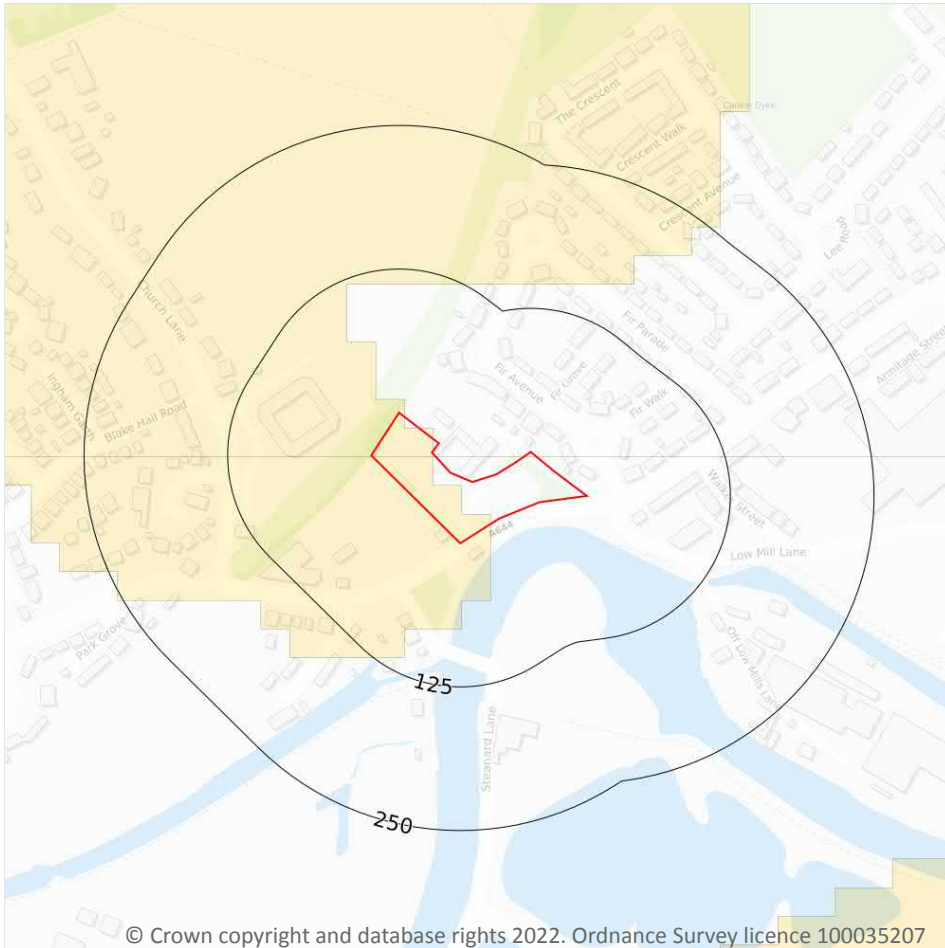 The Crescent
Canker Dyke
Crescent Walk
Crescent Avenue
Lee Road
Church Lane
Fir Parade
Armitage Street
Fir Avenue
Fir Grove
Ingham Garth
Blake Hall Road
Fir Walk
Walker Street
A644
Low Mill Lane
Park Grove
Off Low Mills Lane
125
Steanard Lane
250
© Crown copyright and database rights 2022. Ordnance Survey licence 100035207